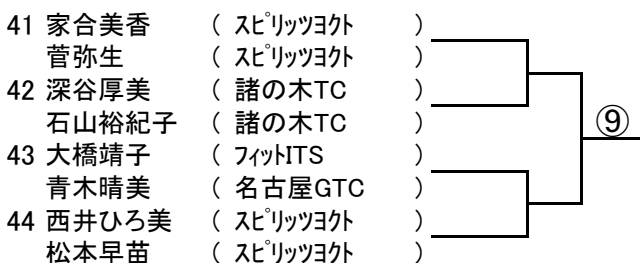 41 家合美香 ( スピリッツヨクト )
菅弥生 ( スピリッツヨクト )
42 深谷厚美 ( 諸の木TC )
石山裕紀子 ( 諸の木TC )
⑨
43 大橋靖子 ( フィットITS )
青木晴美 ( 名古屋GTC )
44 西井ひろ美 ( スピリッツヨクト )
松本早苗 ( スピリッツヨクト )